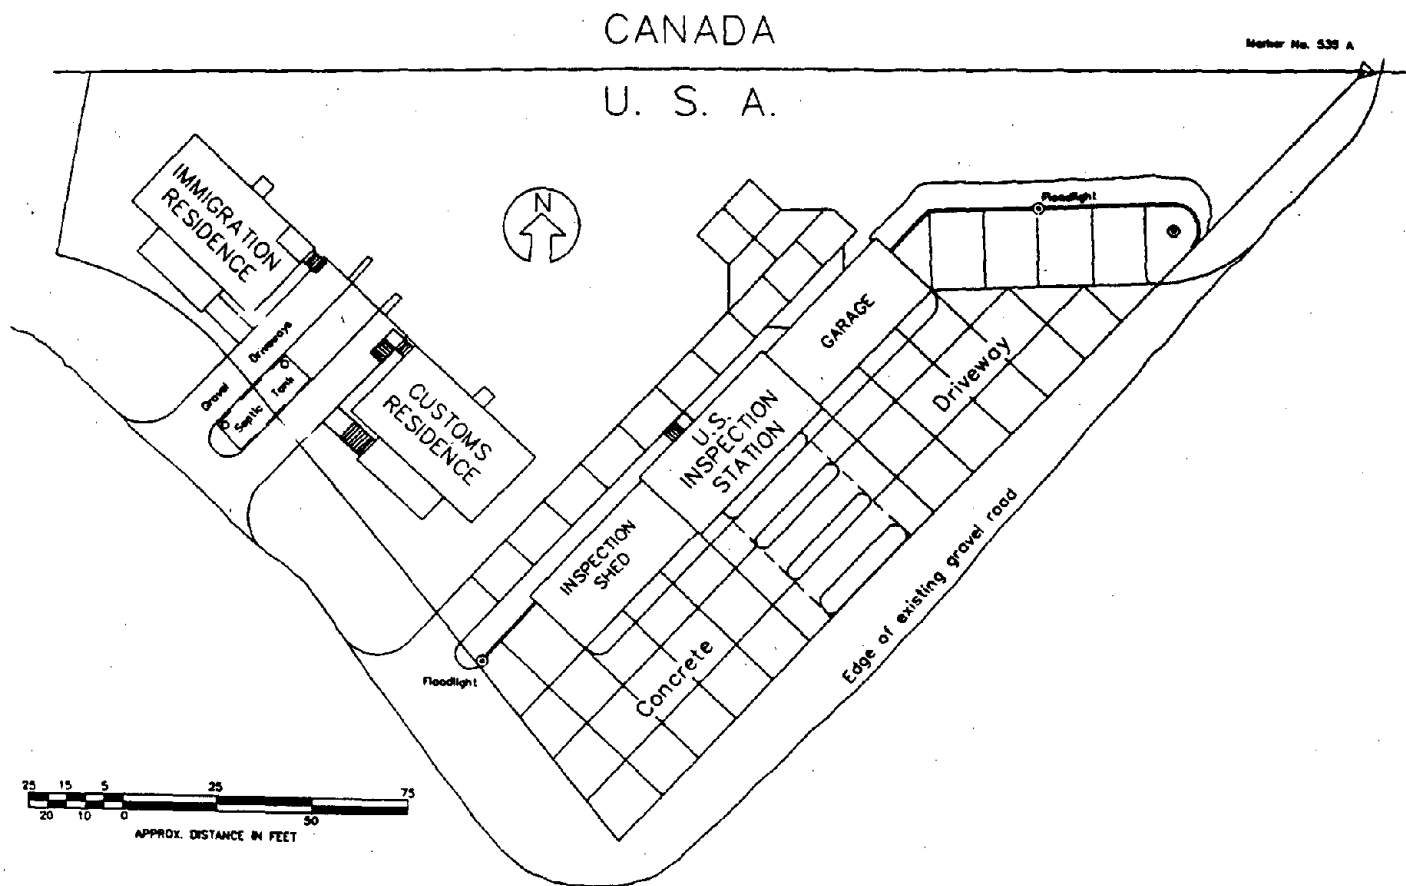 CANADA
Marker No. 535 A
U. S. A.
IMMIGRATION
RESIDENCE
N
Floodlight
GARAGE
Gravel Driveways
Septic Tank
CUSTOMS
RESIDENCE
U.S.
INSPECTION
STATION
Driveway
INSPECTION
SHED
Edge of existing gravel road
Concrete
Floodlight
25 15 5 25 75
20 10 0 50
APPROX. DISTANCE IN FEET